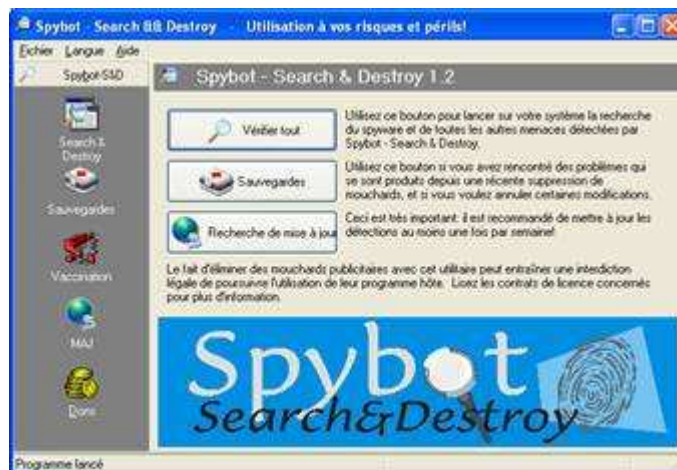 Spybot - Search && Destroy - Utilisation à vos risques et périls!
Fichier Langue Aide
Spybot-S&D
Spybot - Search & Destroy 1.2
Search & Destroy
Sauvegardes
Vaccination
MAJ
Dons
Vérifier tout
Utilisez ce bouton pour lancer sur votre système la recherche
du spyware et de toutes les autres menaces détectées par
Spybot - Search & Destroy.
Sauvegardes
Utilisez ce bouton si vous avez rencontré des problèmes qui
se sont produits depuis une récente suppression de
mouchards, et si vous voulez annuler certaines modifications.
Recherche de mise à jour
Ceci est très important: il est recommandé de mettre à jour les
détections au moins une fois par semaine!
Le fait d'éliminer des mouchards publicitaires avec cet utilitaire peut entraîner une interdiction
légale de poursuivre l'utilisation de leur programme hôte. Lisez les contrats de licence concernés
pour plus d'information.
Spybot
Search&Destroy
Programme lancé